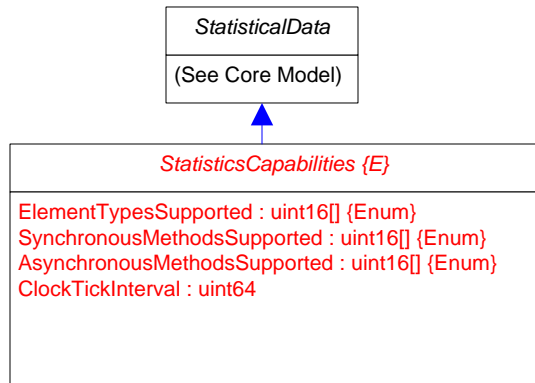 StatisticalData
(See Core Model)
StatisticsCapabilities {E}
ElementTypesSupported : uint16[] {Enum}
SynchronousMethodsSupported : uint16[] {Enum}
AsynchronousMethodsSupported : uint16[] {Enum}
ClockTickInterval : uint64